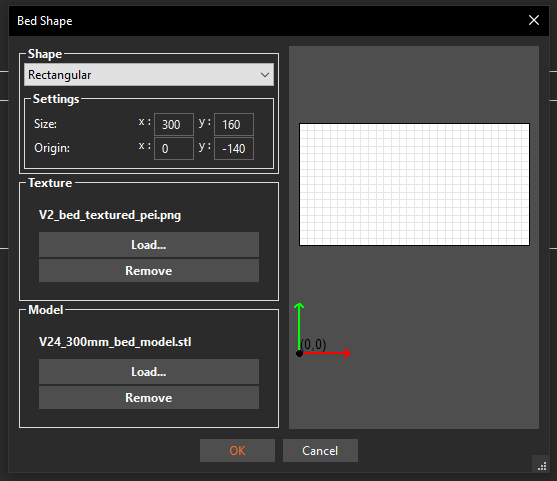 Bed Shape
Shape
Rectangular
Settings
Size: x : 300 y : 160
Origin: x : 0 y : -140
Texture
V2_bed_textured_pei.png
Load...
Remove
Model
V24_300mm_bed_model.stl
Load...
Remove
(0,0)
OK Cancel